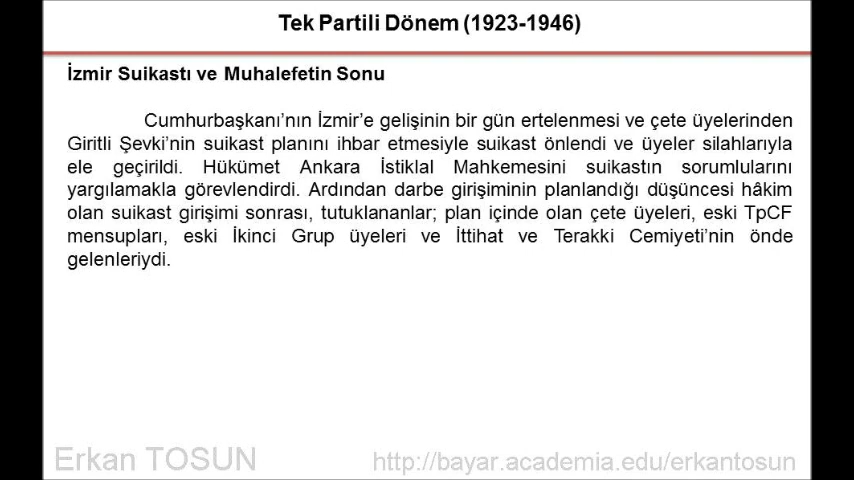 Tek Partili Dönem (1923-1946)
İzmir Suikastı ve Muhalefetin Sonu
Cumhurbaşkanı’nın İzmir’e gelişinin bir gün ertelenmesi ve çete üyelerinden
Giritli Şevki’nin suikast planını ihbar etmesiyle suikast önlendi ve üyeler silahlarıyla
ele geçirildi. Hükümet Ankara İstiklal Mahkemesini suikastın sorumlularını
yargılamakla görevlendirdi. Ardından darbe girişiminin planlandığı düşüncesi hâkim
olan suikast girişimi sonrası, tutuklananlar; plan içinde olan çete üyeleri, eski TpCF
mensupları, eski İkinci Grup üyeleri ve İttihat ve Terakki Cemiyeti’nin önde
gelenleriydi.
Erkan TOSUN
http://bayar.academia.edu/erkantosun